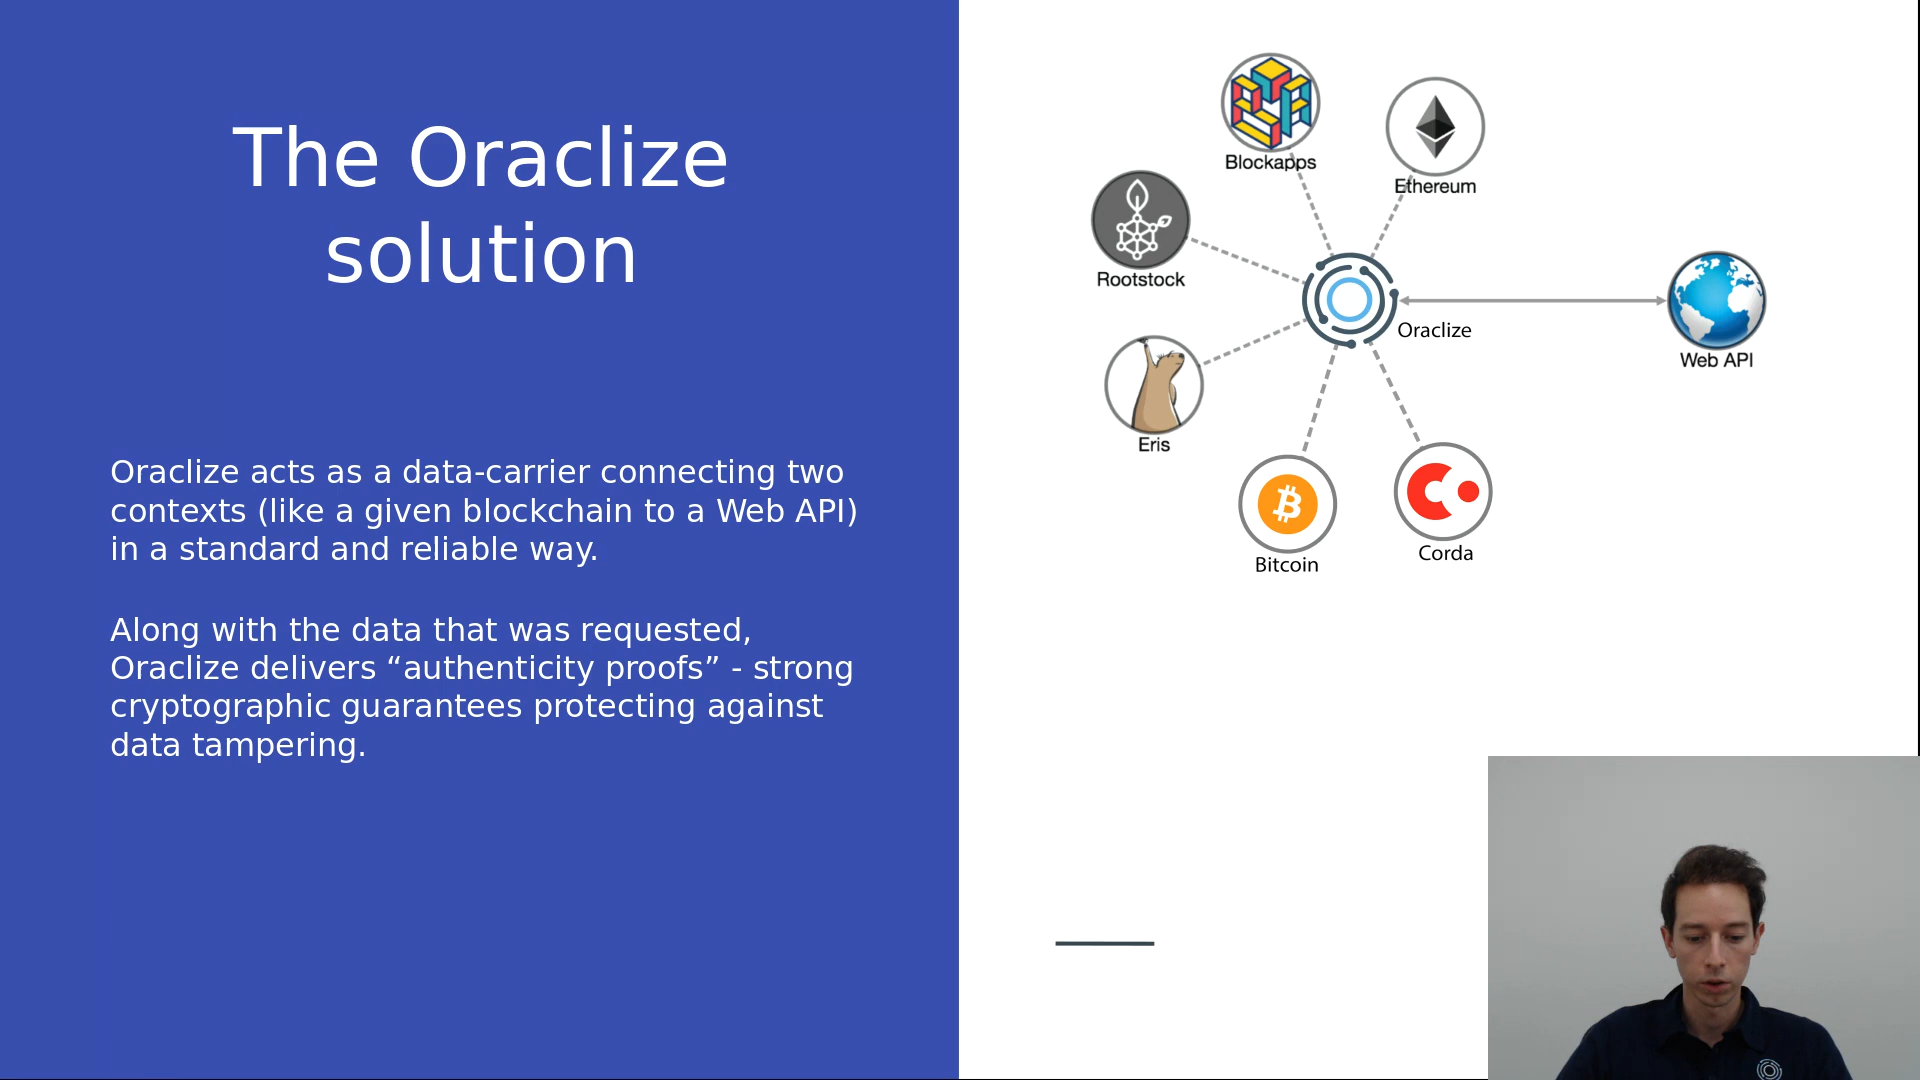 The Oraclize
solution
Oraclize acts as a data-carrier connecting two
contexts (like a given blockchain to a Web API)
in a standard and reliable way.
Along with the data that was requested,
Oraclize delivers “authenticity proofs” - strong
cryptographic guarantees protecting against
data tampering.
Blockapps
Ethereum
Rootstock
Oraclize
Web API
Eris
Bitcoin
Corda